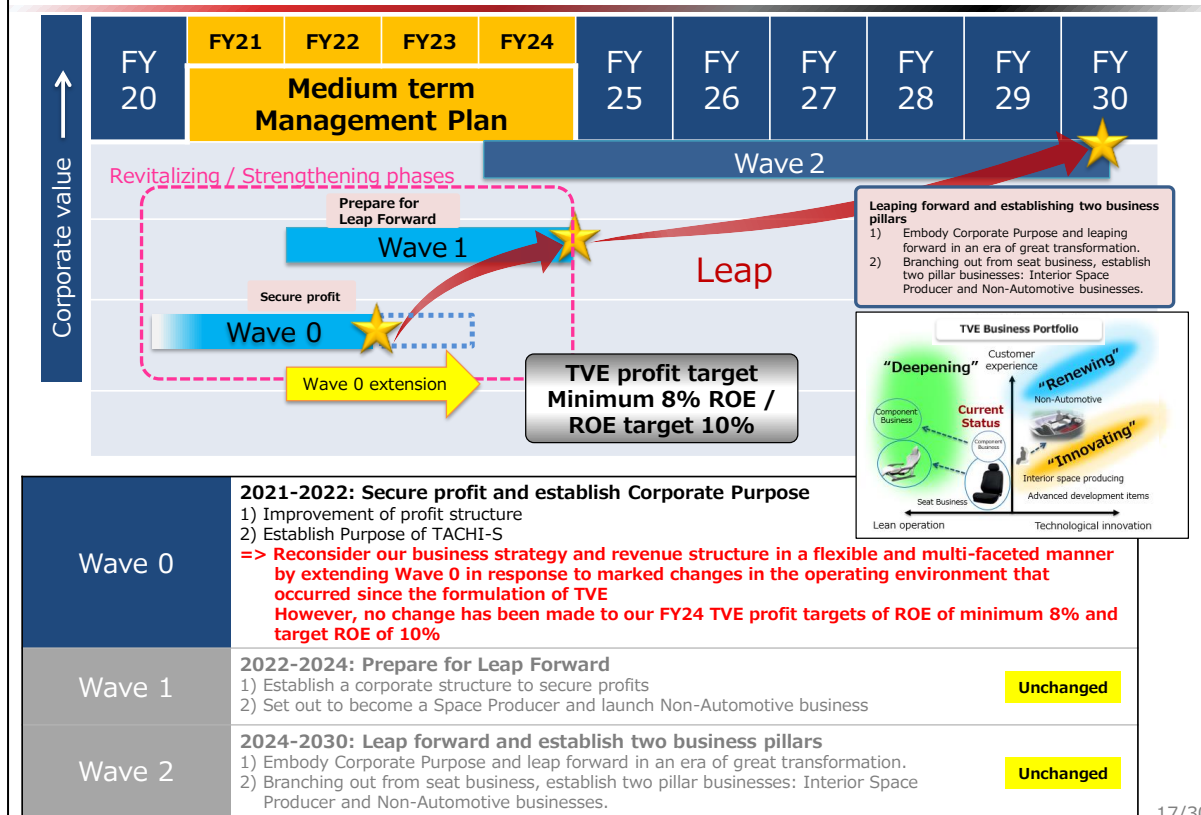 Corporate value
FY
20
FY21
FY22
FY23
FY24
Medium term
Management Plan
FY
25
FY
26
FY
27
FY
28
FY
29
FY
30
Wave 2
Revitalizing / Strengthening phases
Prepare for
Leap Forward
Wave 1
Secure profit
Wave 0
Wave 0 extension
Leap
TVE profit target
Minimum 8% ROE /
ROE target 10%
Leaping forward and establishing two business
pillars
1) Embody Corporate Purpose and leaping
forward in an era of great transformation.
2) Branching out from seat business, establish
two pillar businesses: Interior Space
Producer and Non-Automotive businesses.
TVE Business Portfolio
"Deepening"
Customer
experience
"Renewing"
Non-Automotive
Component
Business
Current
Status
Component
Business
"Innovating"
Interior space producing
Seat Business
Advanced development items
Lean operation
Technological innovation
Wave 0
2021-2022: Secure profit and establish Corporate Purpose
1) Improvement of profit structure
2) Establish Purpose of TACHI-S
=> Reconsider our business strategy and revenue structure in a flexible and multi-faceted manner
by extending Wave 0 in response to marked changes in the operating environment that
occurred since the formulation of TVE
However, no change has been made to our FY24 TVE profit targets of ROE of minimum 8% and
target ROE of 10%
Wave 1
2022-2024: Prepare for Leap Forward
1) Establish a corporate structure to secure profits
2) Set out to become a Space Producer and launch Non-Automotive business
Unchanged
Wave 2
2024-2030: Leap forward and establish two business pillars
1) Embody Corporate Purpose and leap forward in an era of great transformation.
2) Branching out from seat business, establish two pillar businesses: Interior Space
Producer and Non-Automotive businesses.
Unchanged
17/30